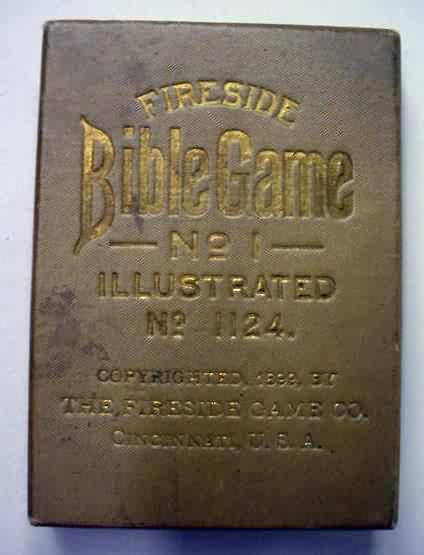 FIRESIDE
Bible Game
— Nº 1 —
ILLUSTRATED
Nº 1124.
COPYRIGHTED, 1899, BY
THE FIRESIDE GAME CO.
CINCINNATI, U. S. A.